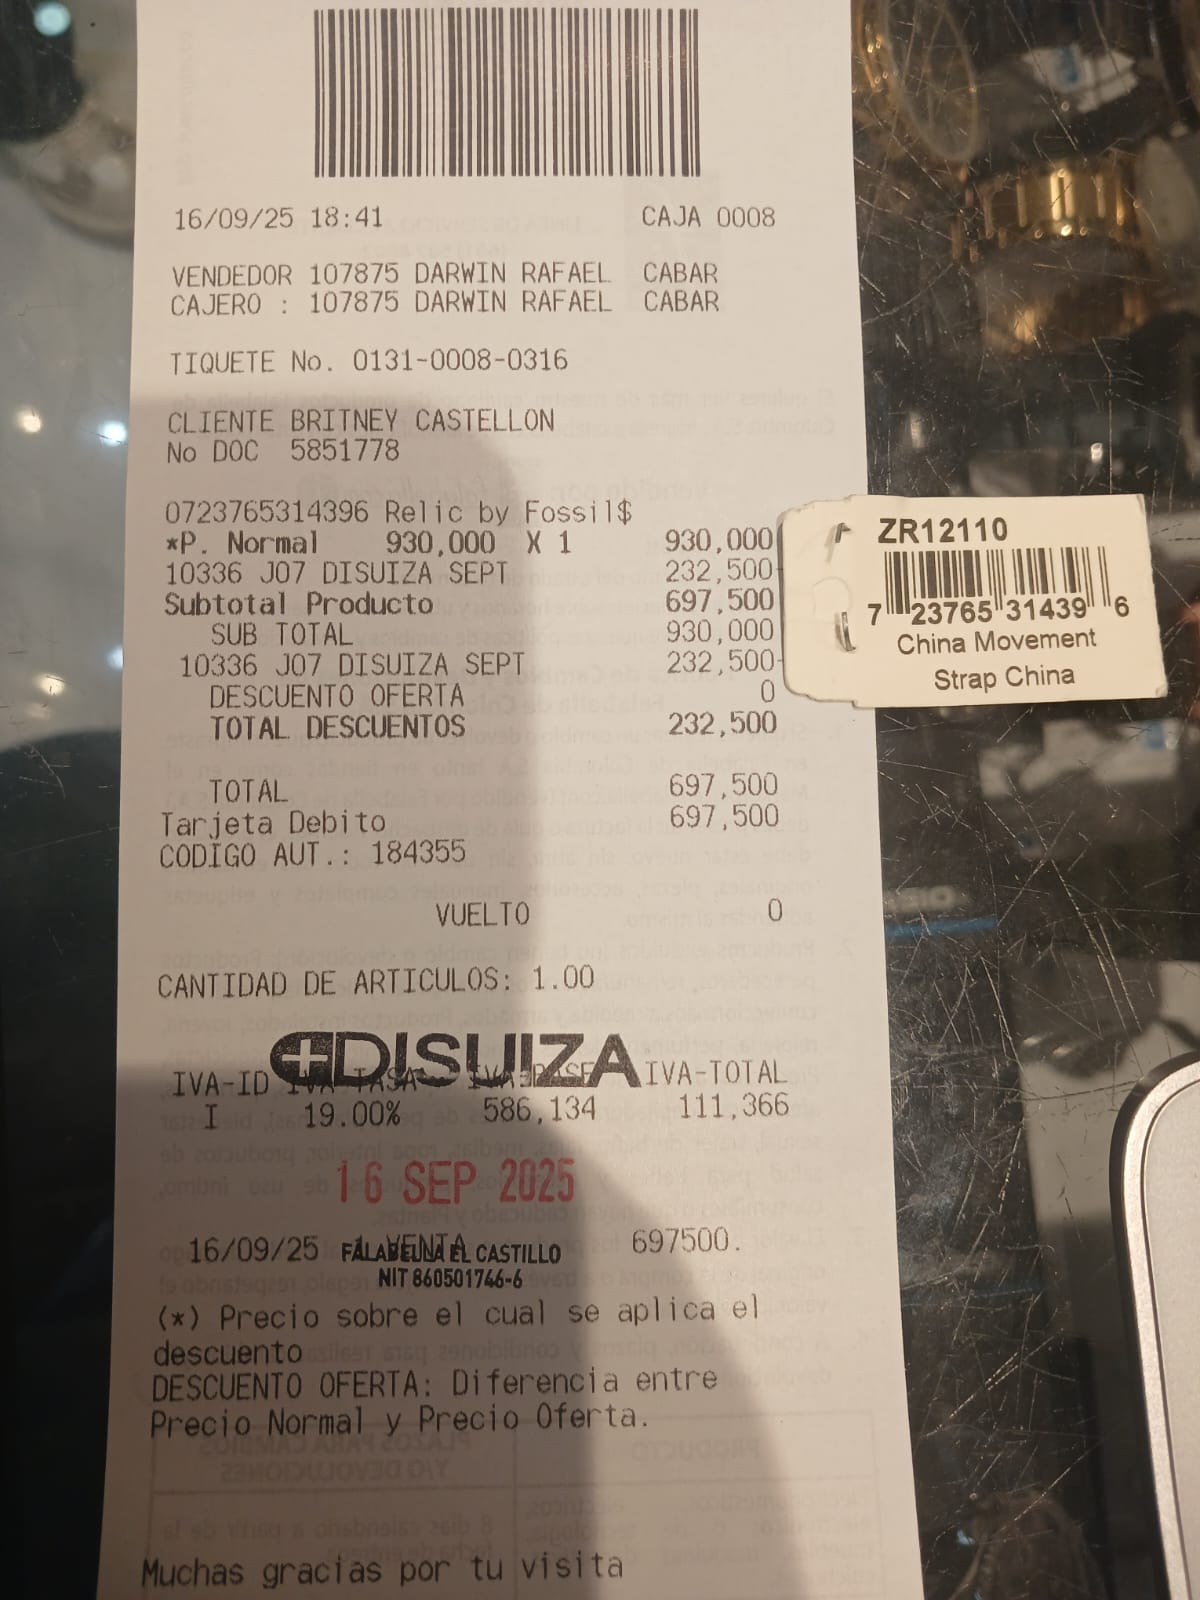 16/09/25 18:41 CAJA 0008
VENDEDOR 107875 DARWIN RAFAEL CABAR
CAJERO : 107875 DARWIN RAFAEL CABAR
TIQUETE No. 0131-0008-0316
CLIENTE BRITNEY CASTELLON
No DOC 5851778
0723765314396 Relic by Fossil$
*P. Normal 930,000 X 1 930,000
10336 J07 DISUIZA SEPT 232,500-
Subtotal Producto 697,500
SUB TOTAL 930,000
10336 J07 DISUIZA SEPT 232,500-
DESCUENTO OFERTA 0
TOTAL DESCUENTOS 232,500
TOTAL 697,500
Tarjeta Debito 697,500
CODIGO AUT.: 184355
VUELTO 0
CANTIDAD DE ARTICULOS: 1.00
DISUIZA
IVA-ID IVA-TASA IVA-BASE IVA-TOTAL
I 19.00% 586,134 111,366
16 SEP 2025
16/09/25 1 VENTA 697500.
FALABELLA EL CASTILLO
NIT 860501746-6
(*) Precio sobre el cual se aplica el
descuento
DESCUENTO OFERTA: Diferencia entre
Precio Normal y Precio Oferta.
Muchas gracias por tu visita
ZR12110
7 23765 31439 6
China Movement
Strap China